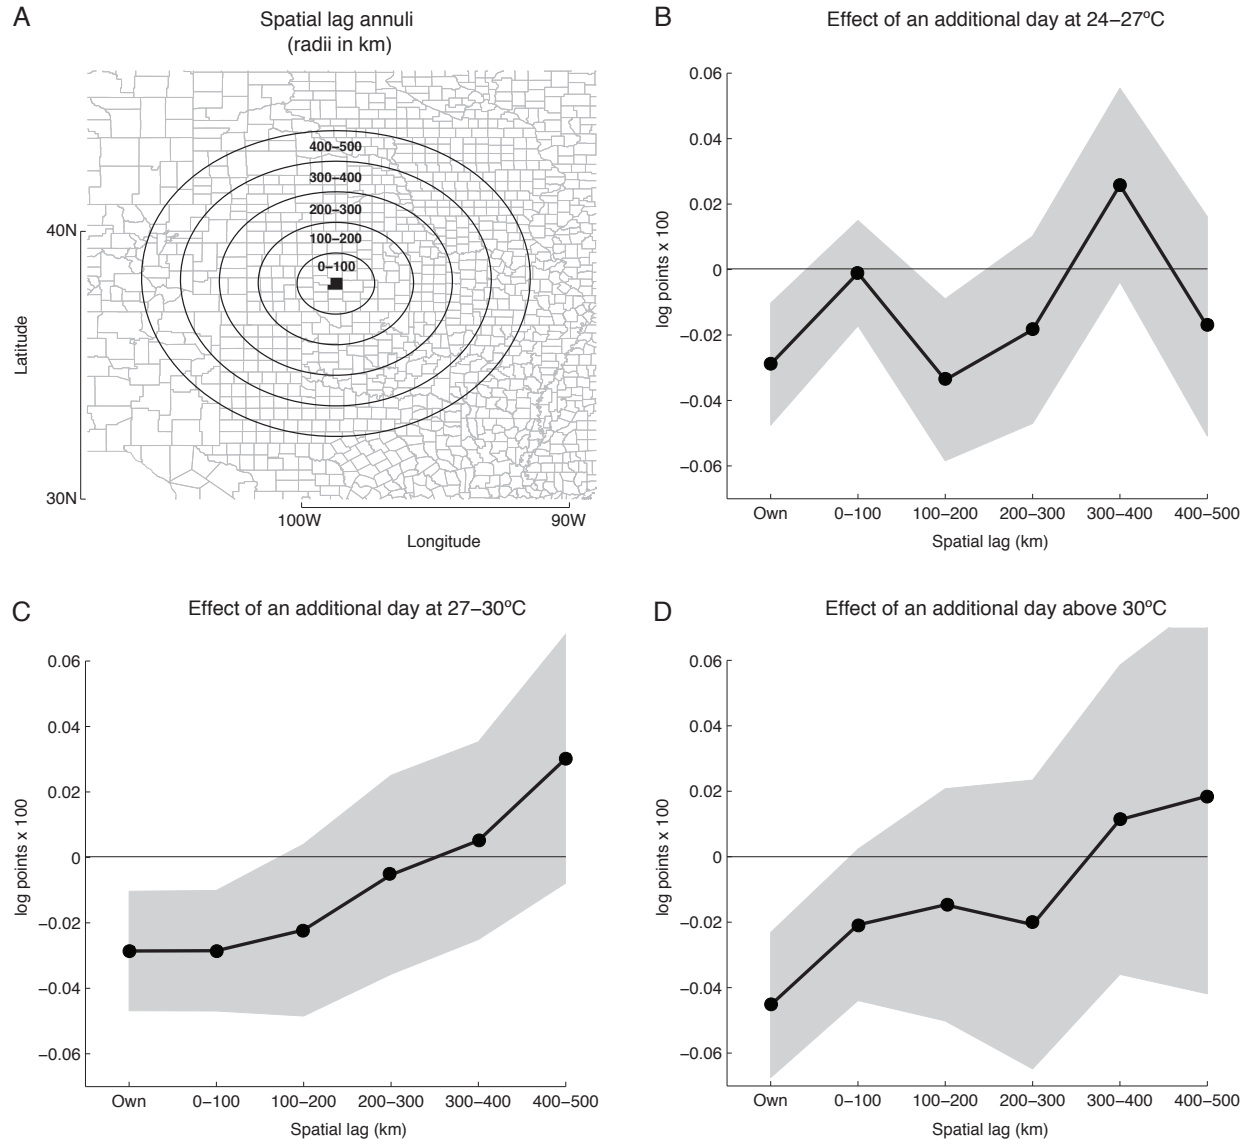 A
Spatial lag annuli
(radii in km)
400–500
300–400
200–300
100–200
0–100
40N
30N
Latitude
100W
90W
Longitude
B
Effect of an additional day at 24–27ºC
0.06
0.04
0.02
0
−0.02
−0.04
−0.06
log points x 100
Own
0–100
100–200
200–300
300–400
400–500
Spatial lag (km)
C
Effect of an additional day at 27–30ºC
0.06
0.04
0.02
0
−0.02
−0.04
−0.06
log points x 100
Own
0–100
100–200
200–300
300–400
400–500
Spatial lag (km)
D
Effect of an additional day above 30ºC
0.06
0.04
0.02
0
−0.02
−0.04
−0.06
log points x 100
Own
0–100
100–200
200–300
300–400
400–500
Spatial lag (km)